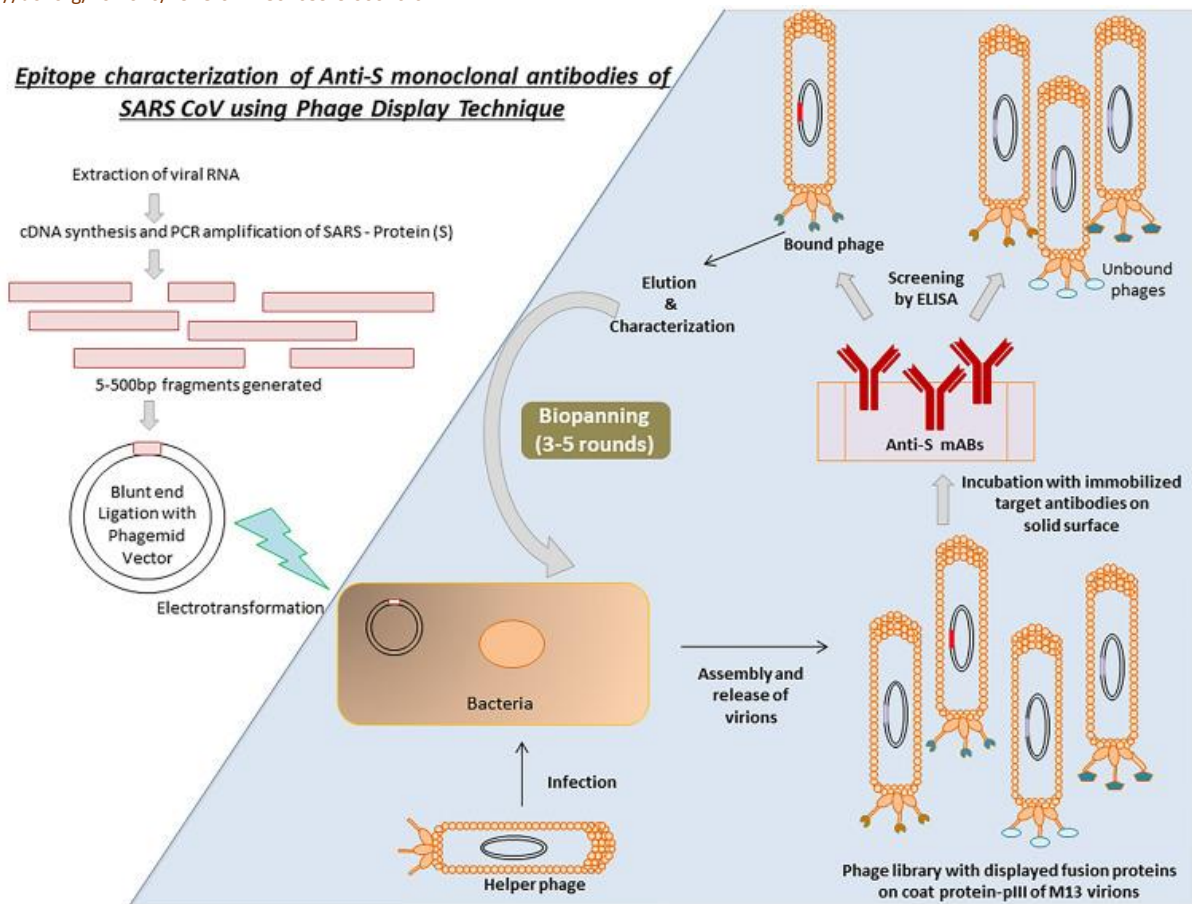 Epitope characterization of Anti-S monoclonal antibodies of
SARS CoV using Phage Display Technique
Extraction of viral RNA
cDNA synthesis and PCR amplification of SARS - Protein (S)
5-500bp fragments generated
Blunt end
Ligation with
Phagemid
Vector
Electrotransformation
Bacteria
Infection
Helper phage
Assembly and
release of
virions
Phage library with displayed fusion proteins
on coat protein-pIII of M13 virions
Incubation with immobilized
target antibodies on
solid surface
Anti-S mABs
Screening
by ELISA
Unbound
phages
Bound phage
Elution
&
Characterization
Biopanning
(3-5 rounds)